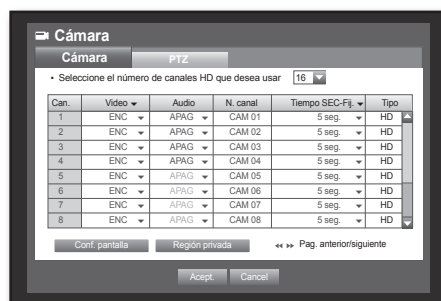 Cámara
Cámara PTZ
• Seleccione el número de canales HD que desea usar 16
Can. Video Audio N. canal Tiempo SEC-Fij. Tipo
1 ENC APAG CAM 01 5 seg. HD
2 ENC APAG CAM 02 5 seg. HD
3 ENC APAG CAM 03 5 seg. HD
4 ENC APAG CAM 04 5 seg. HD
5 ENC APAG CAM 05 5 seg. HD
6 ENC APAG CAM 06 5 seg. HD
7 ENC APAG CAM 07 5 seg. HD
8 ENC APAG CAM 08 5 seg. HD
Conf. pantalla Región privada Pag. anterior/siguiente
Acept. Cancel